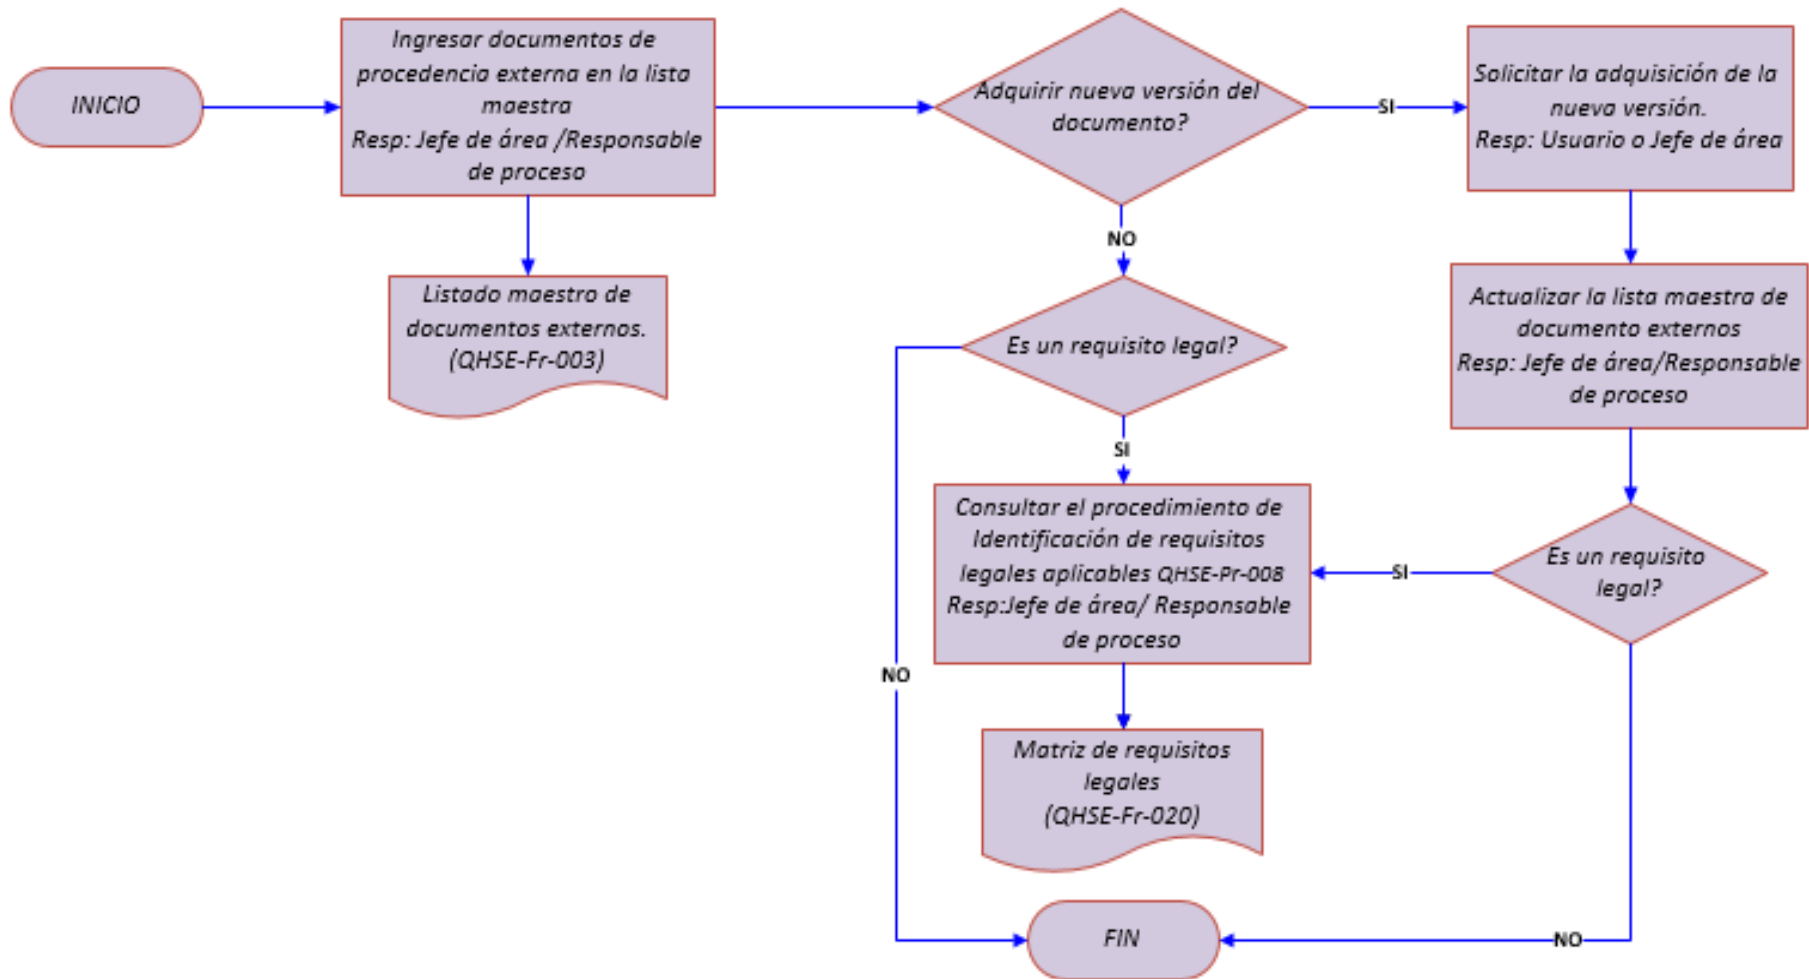 INICIO
Ingresar documentos de
procedencia externa en la lista
maestra
Resp: Jefe de área /Responsable
de proceso
Listado maestro de
documentos externos.
(QHSE-Fr-003)
Adquirir nueva versión del
documento?
SI
Solicitar la adquisición de la
nueva versión.
Resp: Usuario o Jefe de área
NO
Es un requisito legal?
Actualizar la lista maestra de
documento externos
Resp: Jefe de área/Responsable
de proceso
SI
Consultar el procedimiento de
Identificación de requisitos
legales aplicables QHSE-Pr-008
Resp:Jefe de área/ Responsable
de proceso
SI
Es un requisito
legal?
NO
Matriz de requisitos
legales
(QHSE-Fr-020)
FIN
NO